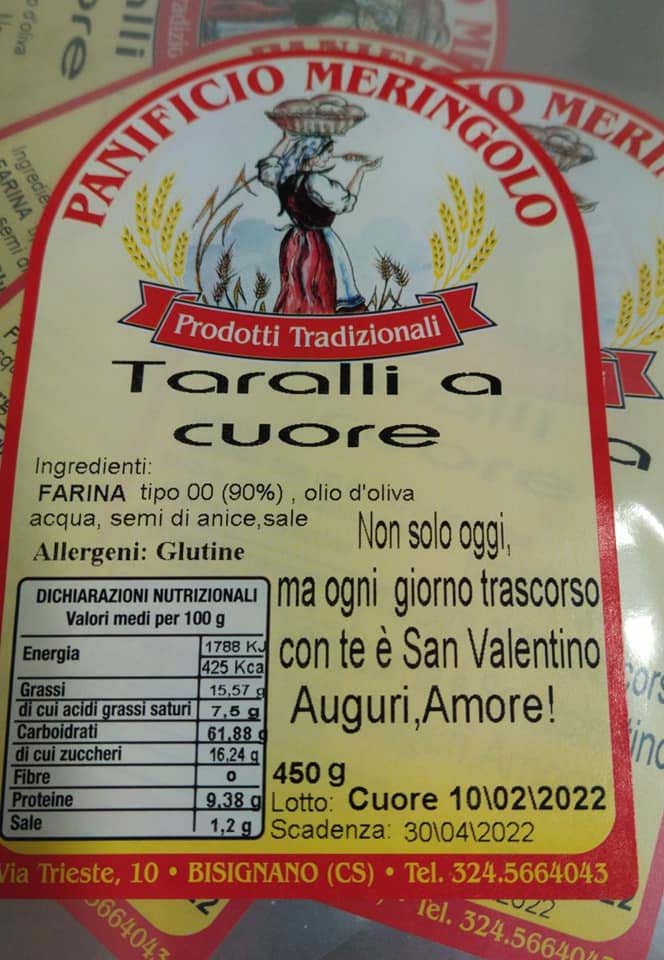 PANIFICIO MERINGOLO
Prodotti Tradizionali
Taralli a
cuore
Ingredienti:
FARINA tipo 00 (90%) , olio d'oliva
acqua, semi di anice,sale
Allergeni: Glutine
Non solo oggi,
ma ogni giorno trascorso
con te è San Valentino
Auguri,Amore!
DICHIARAZIONI NUTRIZIONALI
Valori medi per 100 g
Energia 1788 KJ
425 Kca
Grassi 15,57 g
di cui acidi grassi saturi 7,5 g
Carboidrati 61,88 g
di cui zuccheri 16,24 g
Fibre 0
Proteine 9,38 g
Sale 1,2 g
450 g
Lotto: Cuore 10\02\2022
Scadenza: 30\04\2022
Via Trieste, 10 • BISIGNANO (CS) • Tel. 324.5664043
Tel. 324.5664043